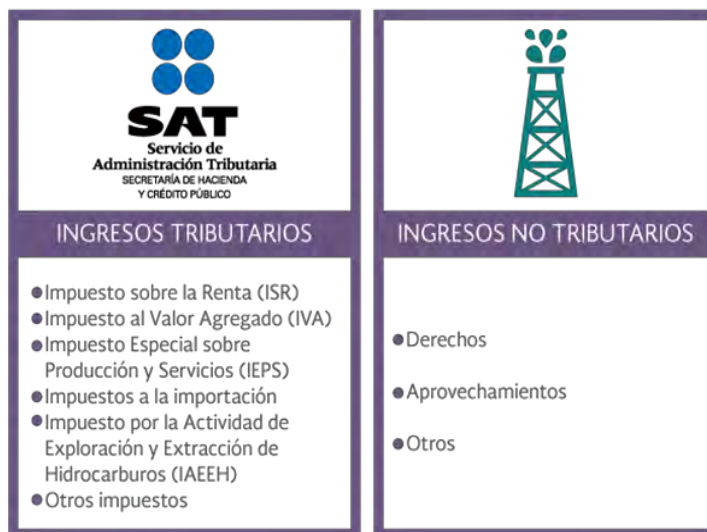 SAT
Servicio de
Administración Tributaria
SECRETARÍA DE HACIENDA
Y CRÉDITO PÚBLICO
INGRESOS TRIBUTARIOS
Impuesto sobre la Renta (ISR)
Impuesto al Valor Agregado (IVA)
Impuesto Especial sobre
Producción y Servicios (IEPS)
Impuestos a la importación
Impuesto por la Actividad de
Exploración y Extracción de
Hidrocarburos (IAEEH)
Otros impuestos
INGRESOS NO TRIBUTARIOS
Derechos
Aprovechamientos
Otros